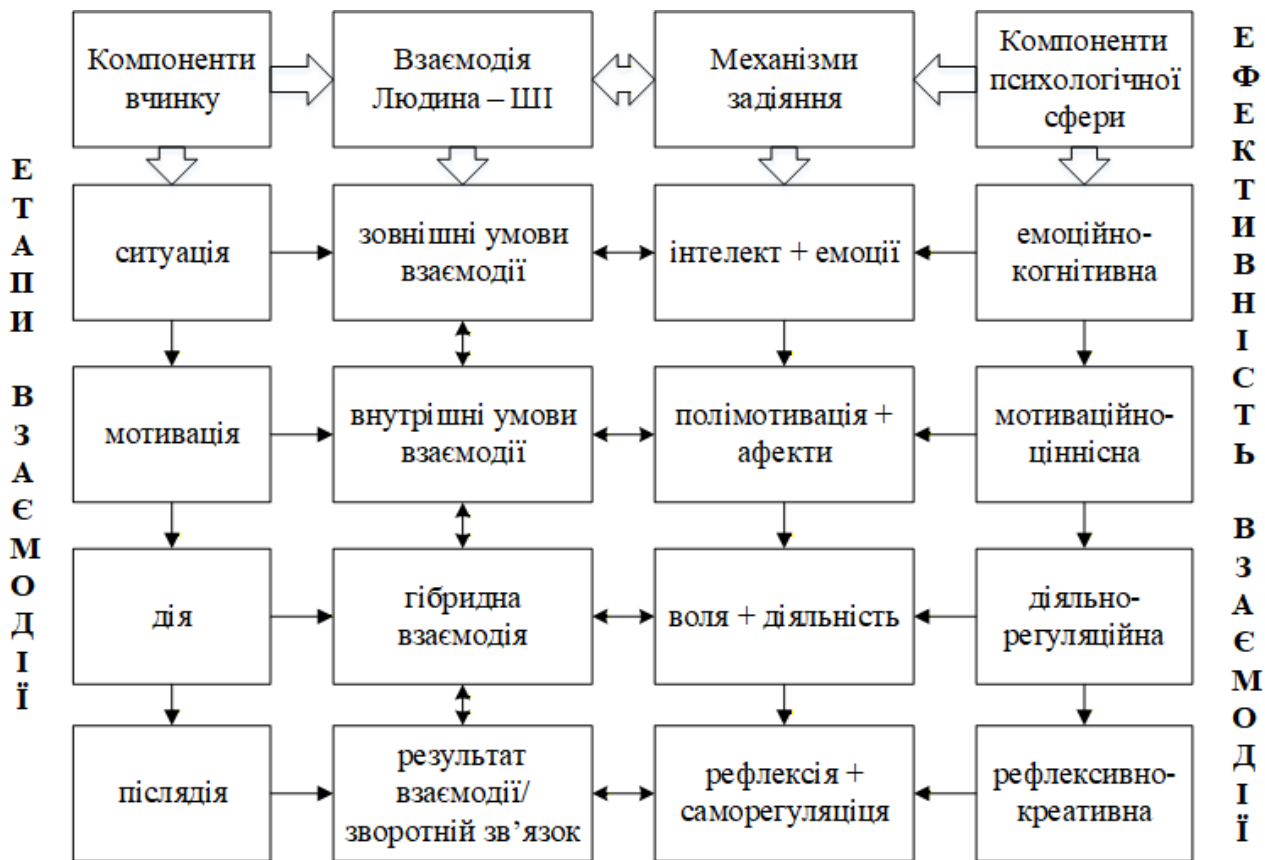 Компоненти
вчинку
Взаємодія
Людина – ШІ
Механізми
задіяння
Компоненти
психологічної
сфери
ЕТАПИ ВЗАЄМОДІЇ
ЕФЕКТИВНІСТЬ ВЗАЄМОДІЇ
ситуація
зовнішні умови
взаємодії
інтелект + емоції
емоційно-
когнітивна
мотивація
внутрішні умови
взаємодії
полімотивація +
афекти
мотиваційно-
ціннісна
дія
гібридна
взаємодія
воля + діяльність
діяльно-
регуляційна
післядія
результат
взаємодії/
зворотній зв’язок
рефлексія +
саморегуляціця
рефлексивно-
креативна